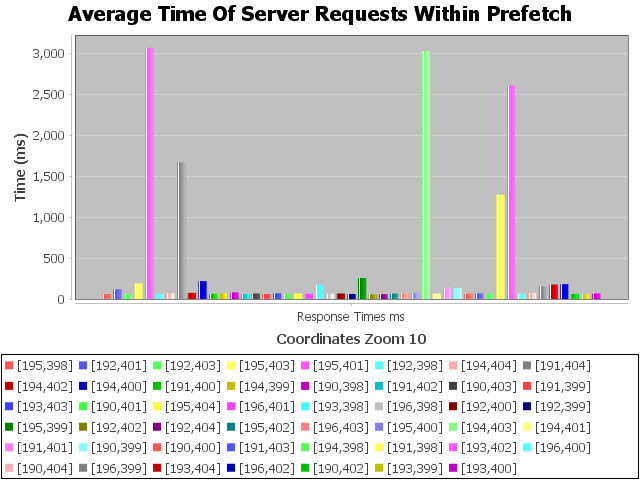 Average Time Of Server Requests Within Prefetch
3,000
2,500
2,000
1,500
1,000
500
0
Time (ms)
Response Times ms
Coordinates Zoom 10
[195,398] [192,401] [192,403] [195,403] [195,401] [192,398] [194,404] [191,404]
[194,402] [194,400] [191,400] [194,399] [190,398] [191,402] [190,403] [191,399]
[193,403] [190,401] [195,404] [196,401] [193,398] [196,398] [192,400] [192,399]
[195,399] [192,402] [192,404] [195,402] [196,403] [195,400] [194,403] [194,401]
[191,401] [190,399] [190,400] [191,403] [194,398] [191,398] [193,402] [196,400]
[190,404] [196,399] [193,404] [196,402] [190,402] [193,399] [193,400]